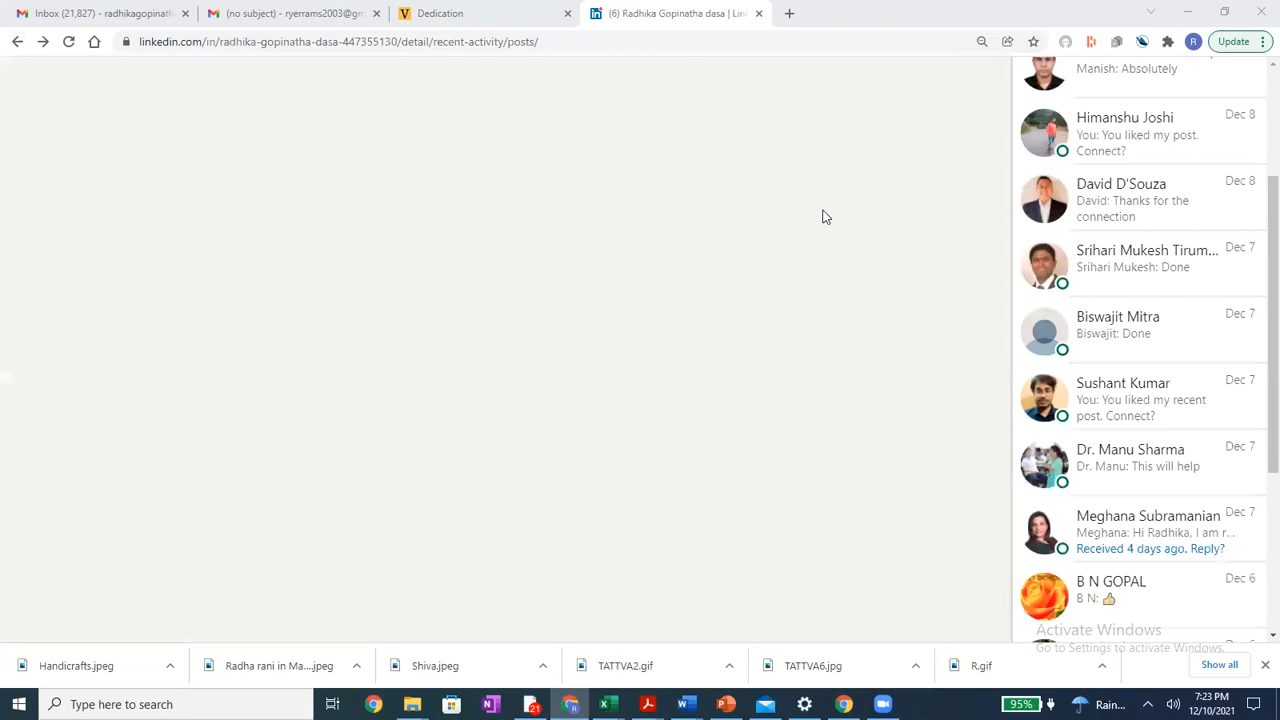 Inbox (21,827) - radhikagopinath
(no subject) - ryerrams2003@gm
Dedication
(6) Radhika Gopinatha dasa | Lin
linkedin.com/in/radhika-gopinatha-dasa-447355130/detail/recent-activity/posts/
R
Update
Manish: Absolutely
Himanshu Joshi
Dec 8
You: You liked my post.
Connect?
David D'Souza
Dec 8
David: Thanks for the
connection
Srihari Mukesh Tirum...
Dec 7
Srihari Mukesh: Done
Biswajit Mitra
Dec 7
Biswajit: Done
Sushant Kumar
Dec 7
You: You liked my recent
post. Connect?
Dr. Manu Sharma
Dec 7
Dr. Manu: This will help
Meghana Subramanian
Dec 7
Meghana: Hi Radhika, I am r...
Received 4 days ago. Reply?
B N GOPAL
Dec 6
B N:
Activate Windows
Go to Settings to activate Windows.
Handicrafts.jpeg
Radha rani in Ma....jpeg
Shiva.jpeg
TATTVA2.gif
TATTVA6.jpg
R.gif
Show all
Type here to search
21
95%
Rain...
7:23 PM
12/10/2021